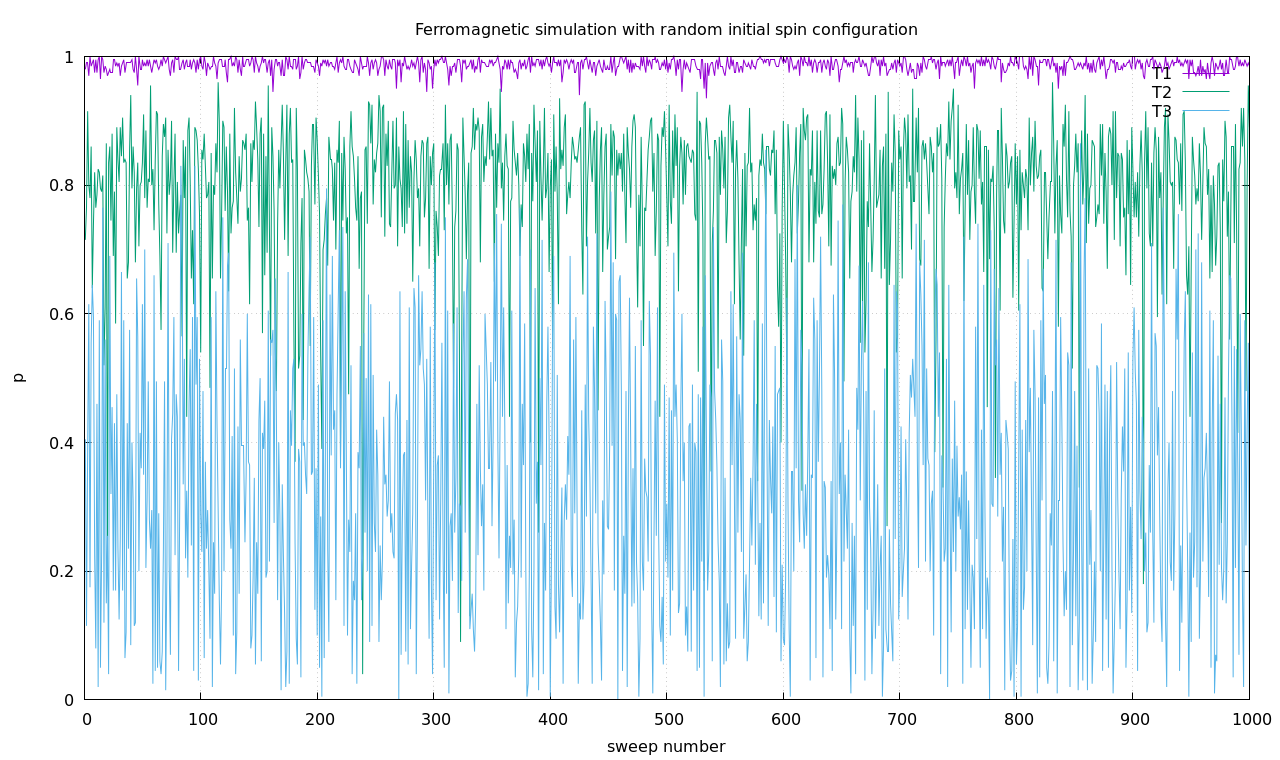 Ferromagnetic simulation with random initial spin configuration
1
T1
T2
T3
0.8
0.6
p
0.4
0.2
0
0 100 200 300 400 500 600 700 800 900 1000
sweep number